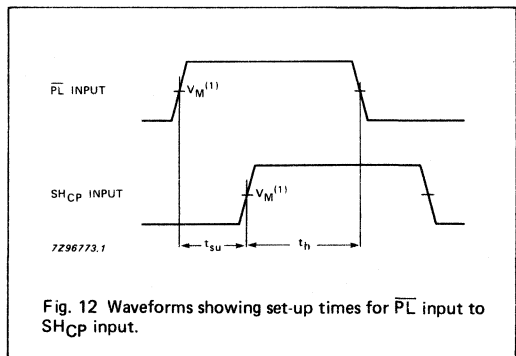 PL INPUT
VM(1)
SHCP INPUT
VM(1)
7Z96773.1
tsu
th
Fig. 12 Waveforms showing set-up times for PL input to
SHCP input.